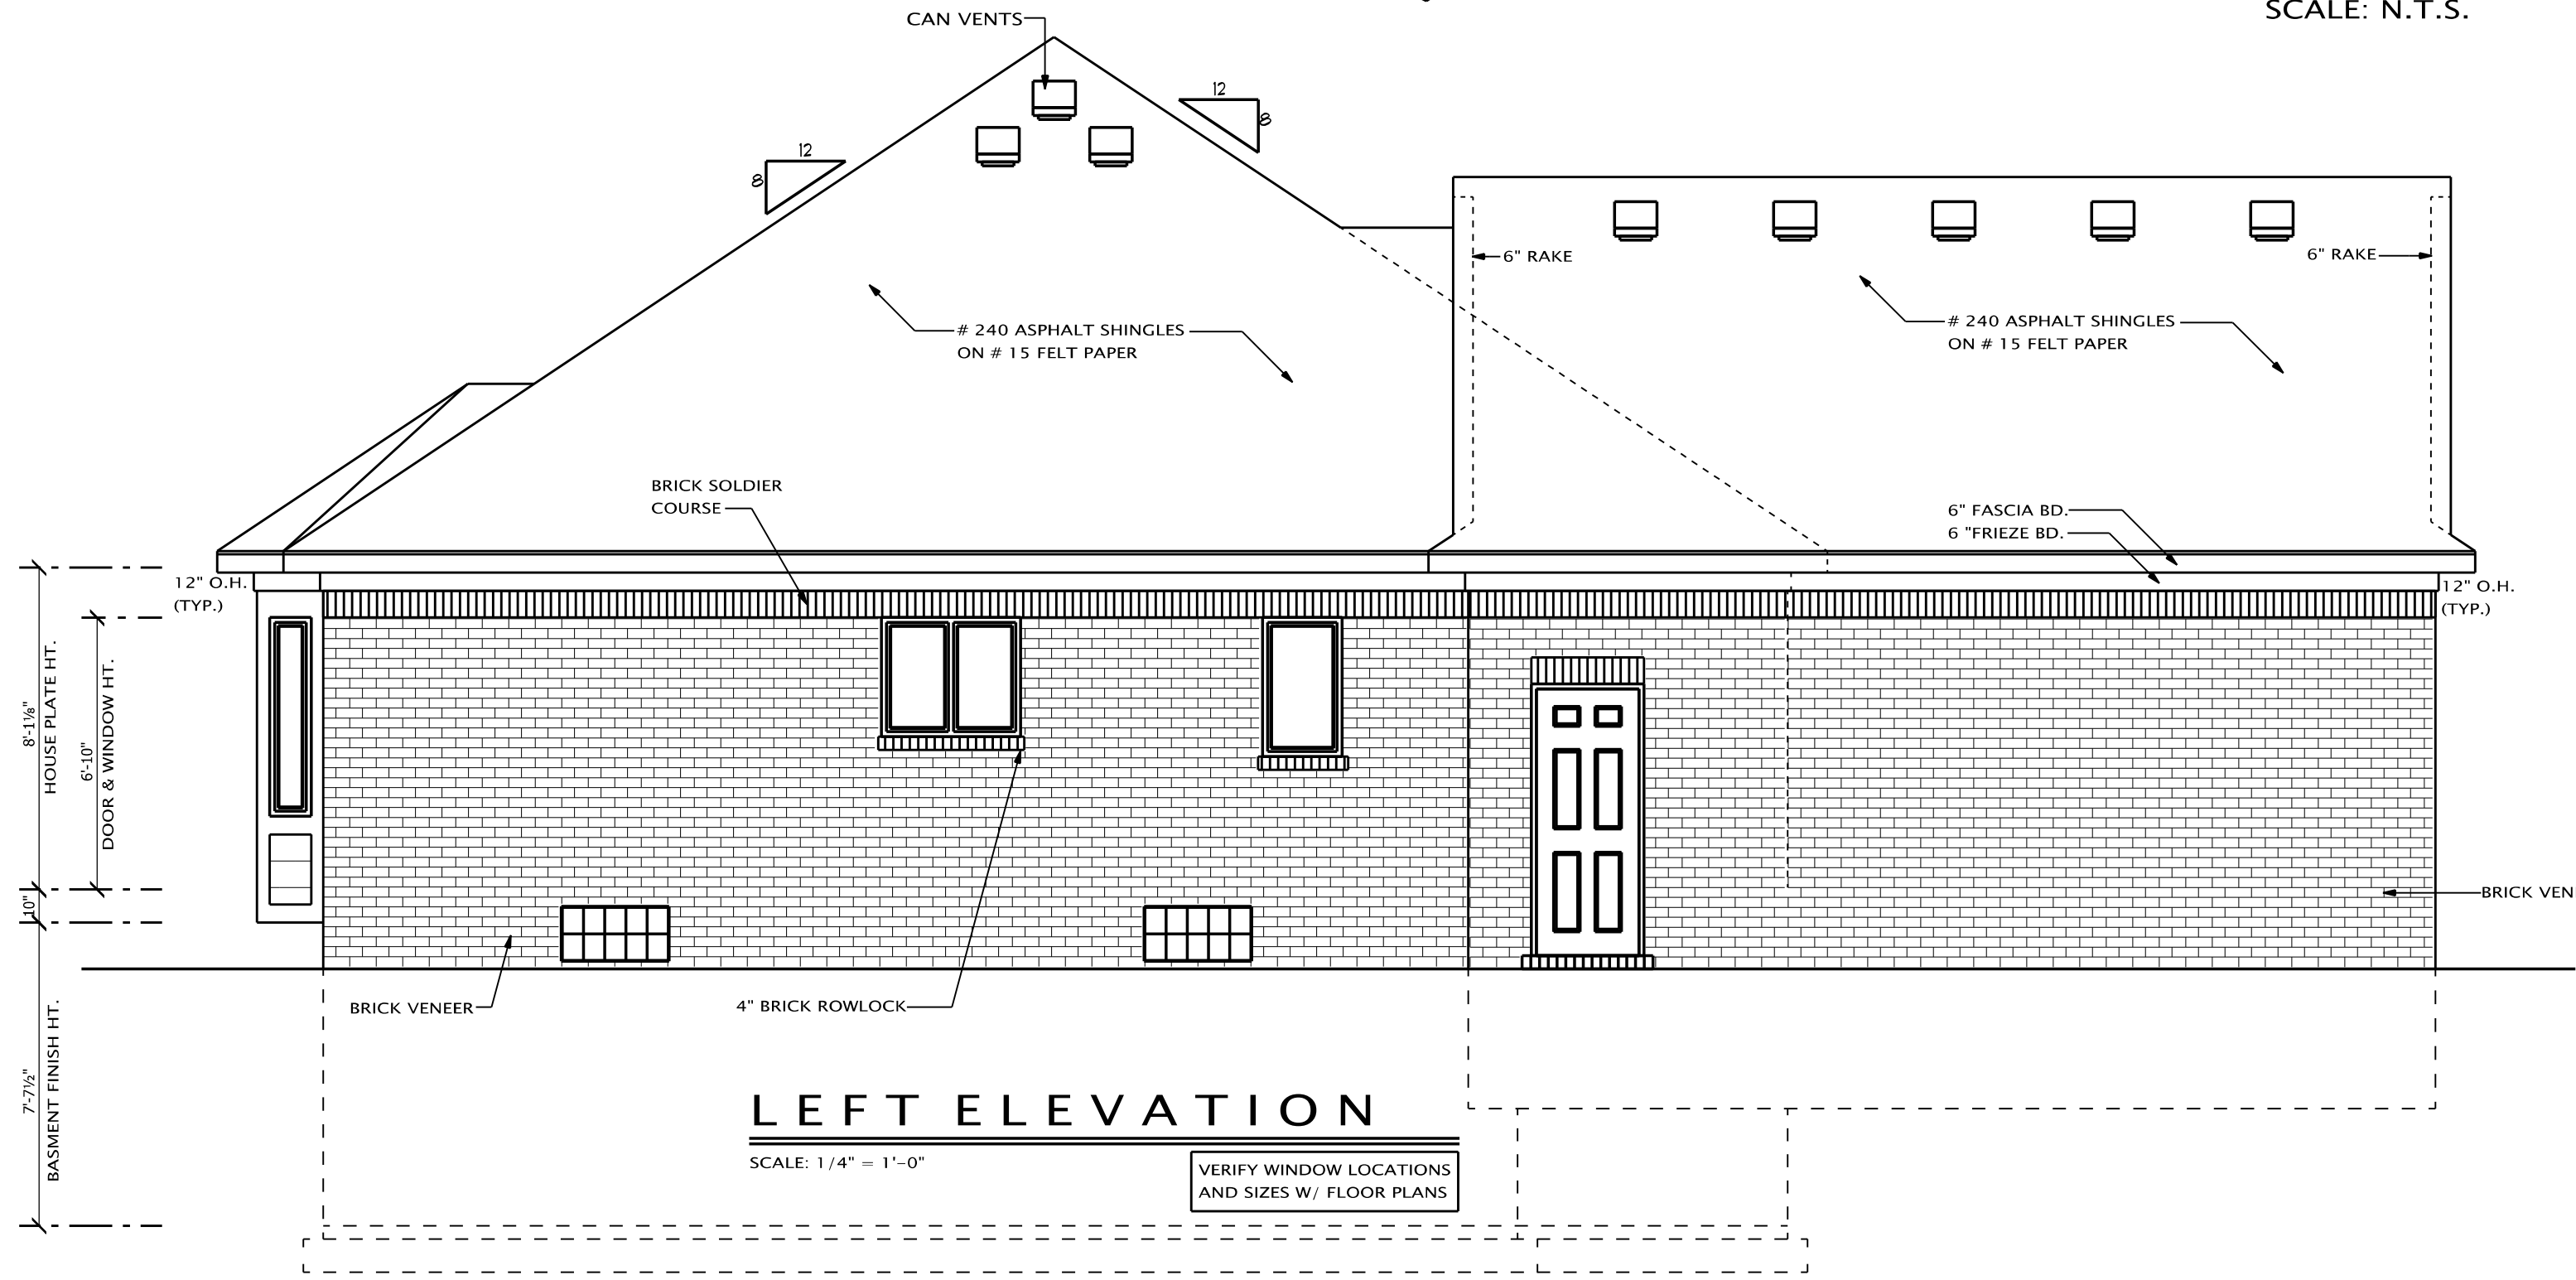 CAN VENTS
SCALE: N.T.S.
12
8
12
8
6" RAKE
6" RAKE
# 240 ASPHALT SHINGLES
ON # 15 FELT PAPER
# 240 ASPHALT SHINGLES
ON # 15 FELT PAPER
BRICK SOLDIER
COURSE
6" FASCIA BD.
6 "FRIEZE BD.
12" O.H.
(TYP.)
12" O.H.
(TYP.)
8'-1⅛"
HOUSE PLATE HT.
6'-10"
DOOR & WINDOW HT.
10"
BRICK VEN
BRICK VENEER
4" BRICK ROWLOCK
7'-7½"
BASMENT FINISH HT.
LEFT ELEVATION
SCALE: 1/4" = 1'-0"
VERIFY WINDOW LOCATIONS
AND SIZES W/ FLOOR PLANS